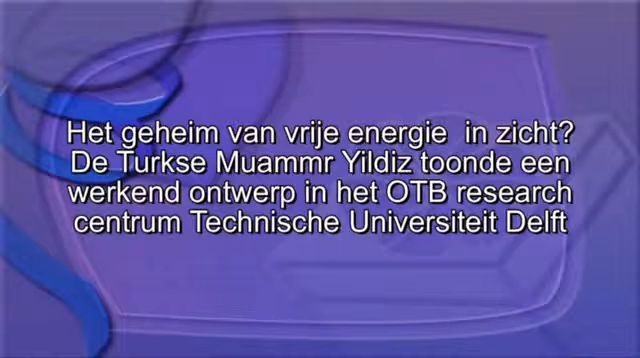 Het geheim van vrije energie in zicht?
De Turkse Muammr Yildiz toonde een
werkend ontwerp in het OTB research
centrum Technische Universiteit Delft